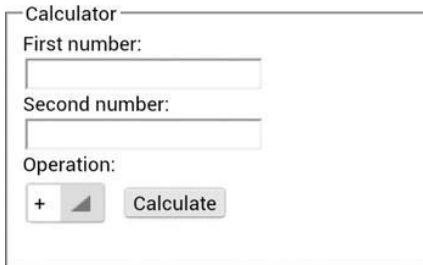 Calculator
First number:
Second number:
Operation:
+ Calculate